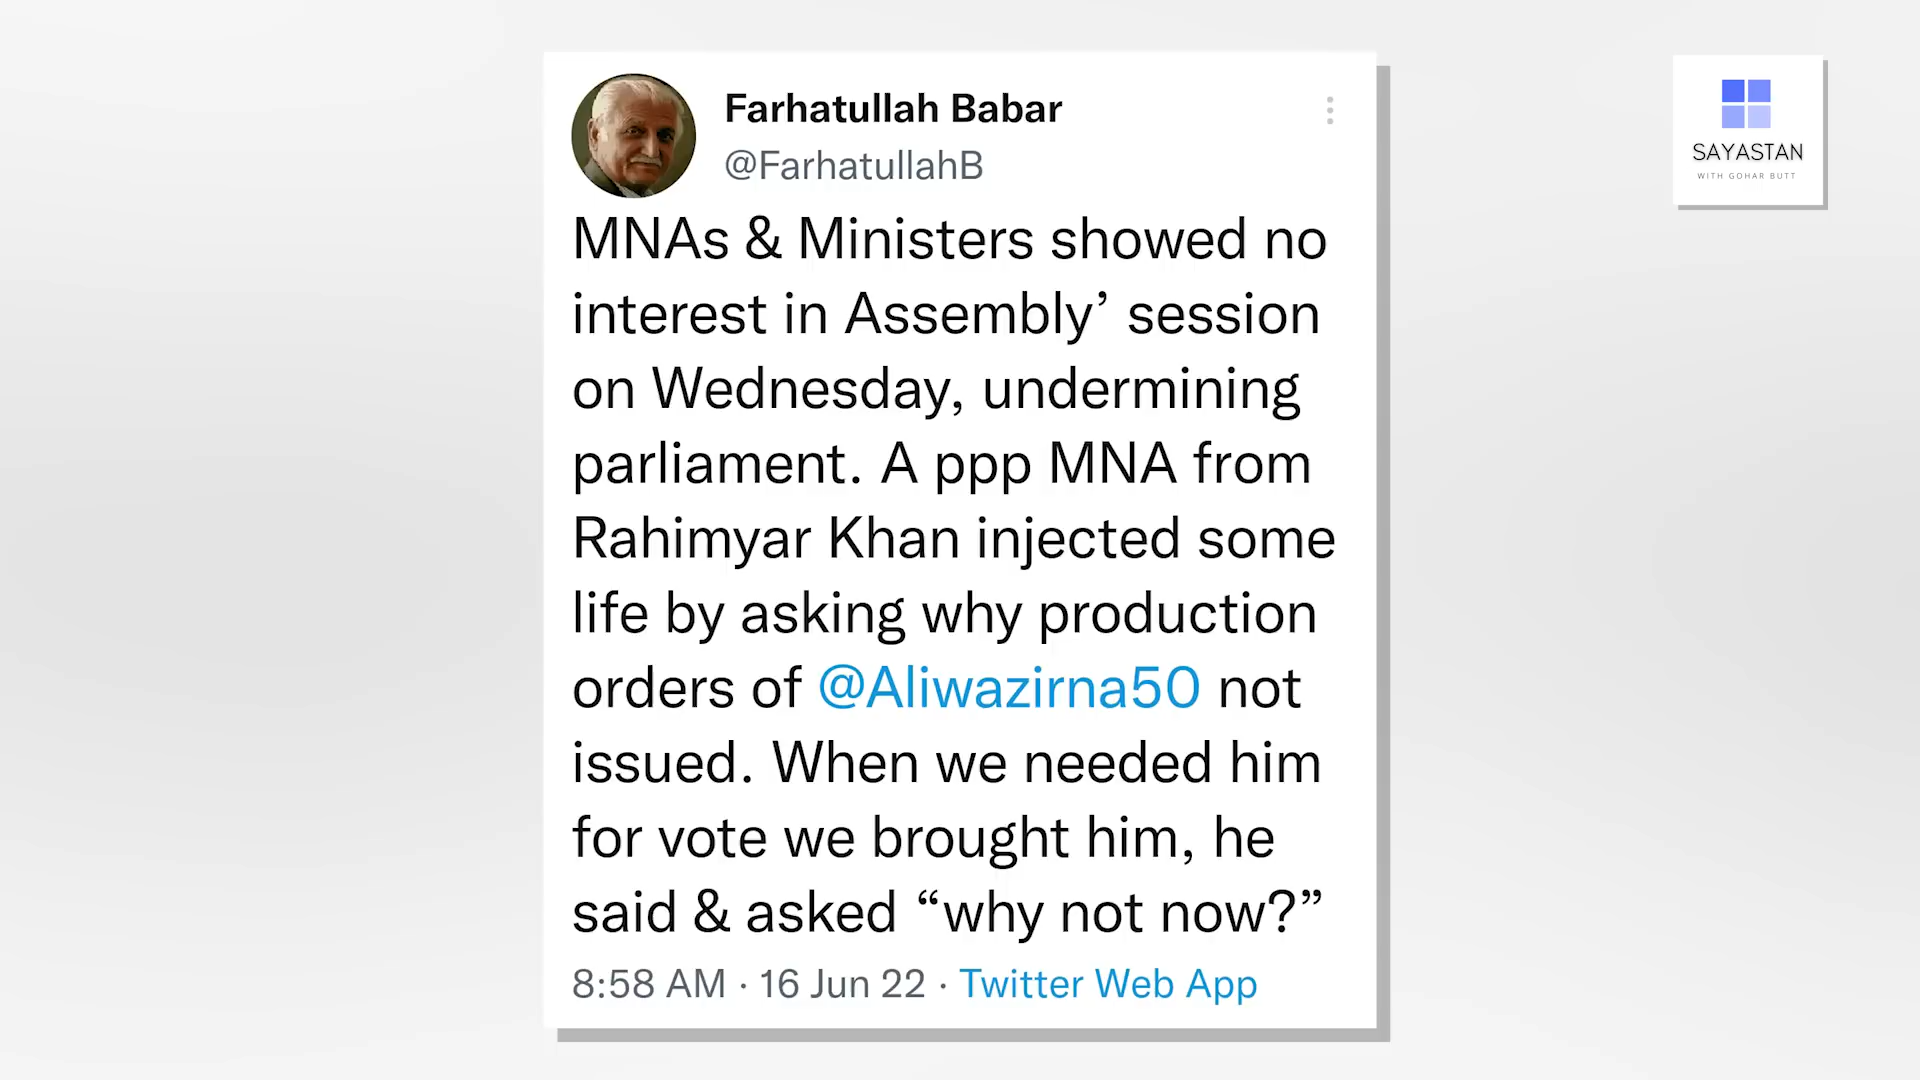 Farhatullah Babar
@FarhatullahB
MNAs & Ministers showed no
interest in Assembly’ session
on Wednesday, undermining
parliament. A ppp MNA from
Rahimyar Khan injected some
life by asking why production
orders of @Aliwazirna50 not
issued. When we needed him
for vote we brought him, he
said & asked “why not now?”
8:58 AM · 16 Jun 22 · Twitter Web App
SAYASTAN
WITH GOHAR BUTT